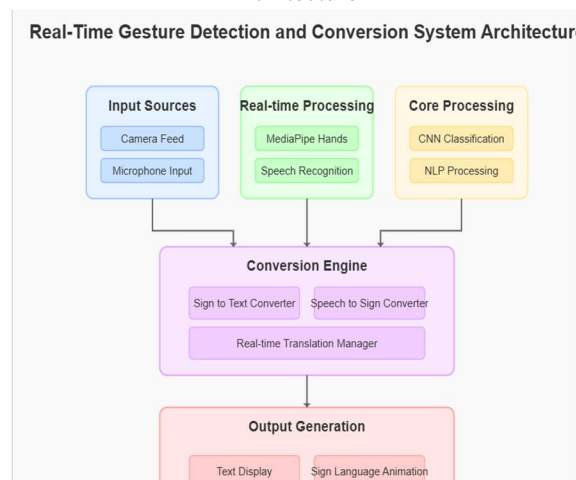 Real-Time Gesture Detection and Conversion System Architecture
Input Sources
Camera Feed
Microphone Input
Real-time Processing
MediaPipe Hands
Speech Recognition
Core Processing
CNN Classification
NLP Processing
Conversion Engine
Sign to Text Converter
Speech to Sign Converter
Real-time Translation Manager
Output Generation
Text Display
Sign Language Animation